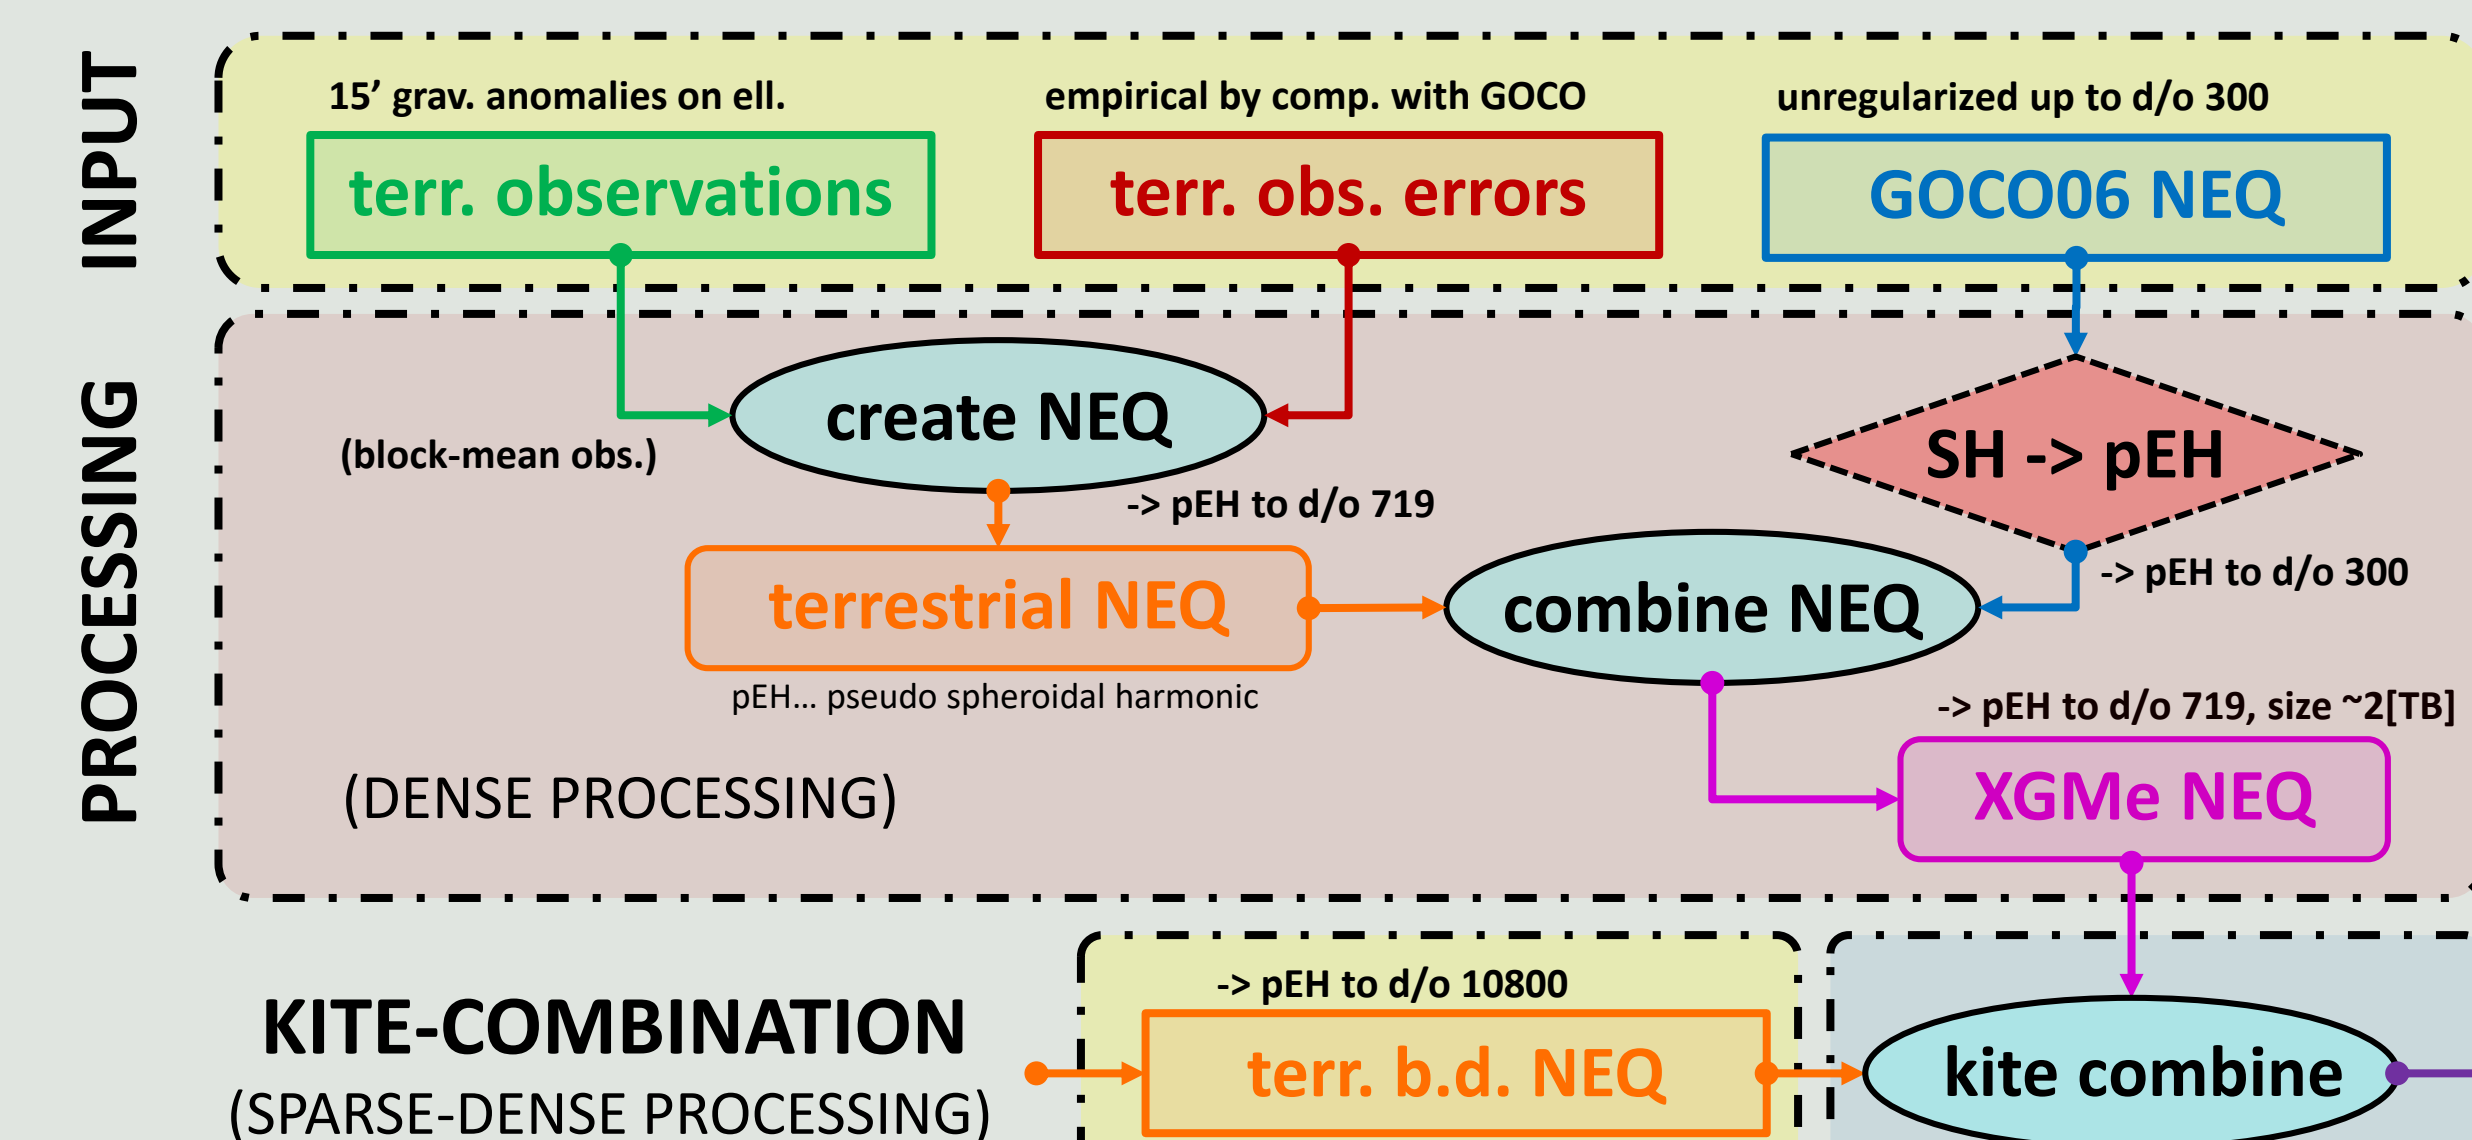 INPUT
15’ grav. anomalies on ell.
empirical by comp. with GOCO
unregularized up to d/o 300
terr. observations
terr. obs. errors
GOCO06 NEQ
PROCESSING
create NEQ
(block-mean obs.)
SH -> pEH
-> pEH to d/o 719
-> pEH to d/o 300
terrestrial NEQ
combine NEQ
pEH... pseudo spheroidal harmonic
-> pEH to d/o 719, size ~2[TB]
(DENSE PROCESSING)
XGMe NEQ
-> pEH to d/o 10800
KITE-COMBINATION
terr. b.d. NEQ
kite combine
(SPARSE-DENSE PROCESSING)